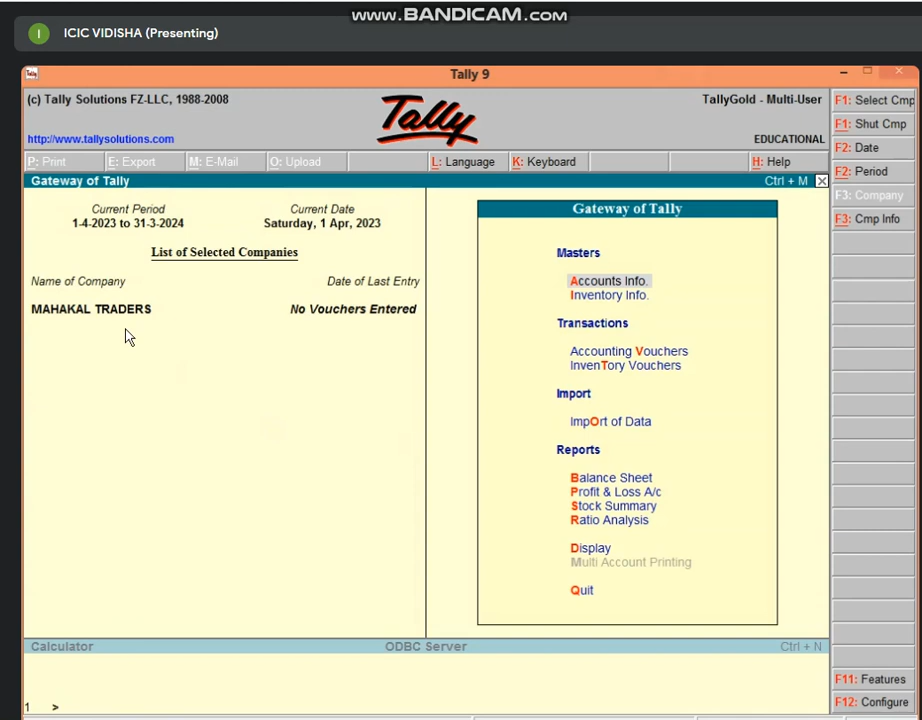 www.BANDICAM.com
I ICIC VIDISHA (Presenting)
Tally Tally 9
(c) Tally Solutions FZ-LLC, 1988-2008
Tally
TallyGold - Multi-User
http://www.tallysolutions.com
EDUCATIONAL
P: Print E: Export M: E-Mail O: Upload L: Language K: Keyboard H: Help
Gateway of Tally Ctrl + M
Current Period Current Date
1-4-2023 to 31-3-2024 Saturday, 1 Apr, 2023
List of Selected Companies
Name of Company Date of Last Entry
MAHAKAL TRADERS No Vouchers Entered
Gateway of Tally
Masters
Accounts Info.
Inventory Info.
Transactions
Accounting Vouchers
InvenTory Vouchers
Import
ImpOrt of Data
Reports
Balance Sheet
Profit & Loss A/c
Stock Summary
Ratio Analysis
Display
Multi Account Printing
Quit
F1: Select Cmp
F1: Shut Cmp
F2: Date
F2: Period
F3: Company
F3: Cmp Info
F11: Features
F12: Configure
Calculator ODBC Server Ctrl + N
1 >